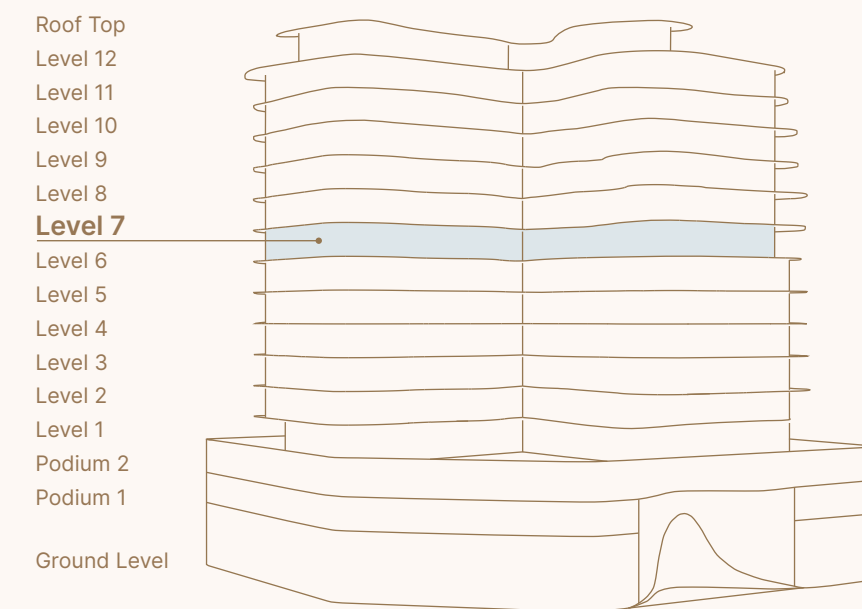 Roof Top
Level 12
Level 11
Level 10
Level 9
Level 8
Level 7
Level 6
Level 5
Level 4
Level 3
Level 2
Level 1
Podium 2
Podium 1
Ground Level